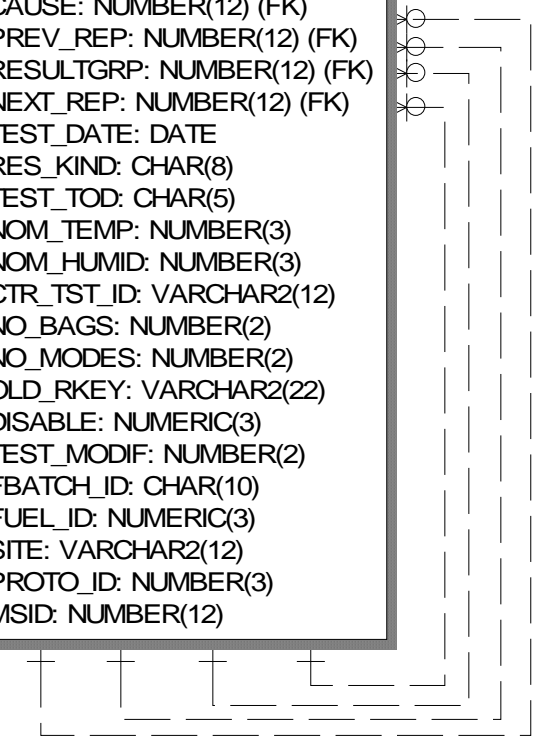 CAUSE: NUMBER(12) (FK)
PREV_REP: NUMBER(12) (FK)
RESULTGRP: NUMBER(12) (FK)
NEXT_REP: NUMBER(12) (FK)
TEST_DATE: DATE
RES_KIND: CHAR(8)
TEST_TOD: CHAR(5)
NOM_TEMP: NUMBER(3)
NOM_HUMID: NUMBER(3)
CTR_TST_ID: VARCHAR2(12)
NO_BAGS: NUMBER(2)
NO_MODES: NUMBER(2)
OLD_RKEY: VARCHAR2(22)
DISABLE: NUMERIC(3)
TEST_MODIF: NUMBER(2)
FBATCH_ID: CHAR(10)
FUEL_ID: NUMERIC(3)
SITE: VARCHAR2(12)
PROTO_ID: NUMBER(3)
MSID: NUMBER(12)